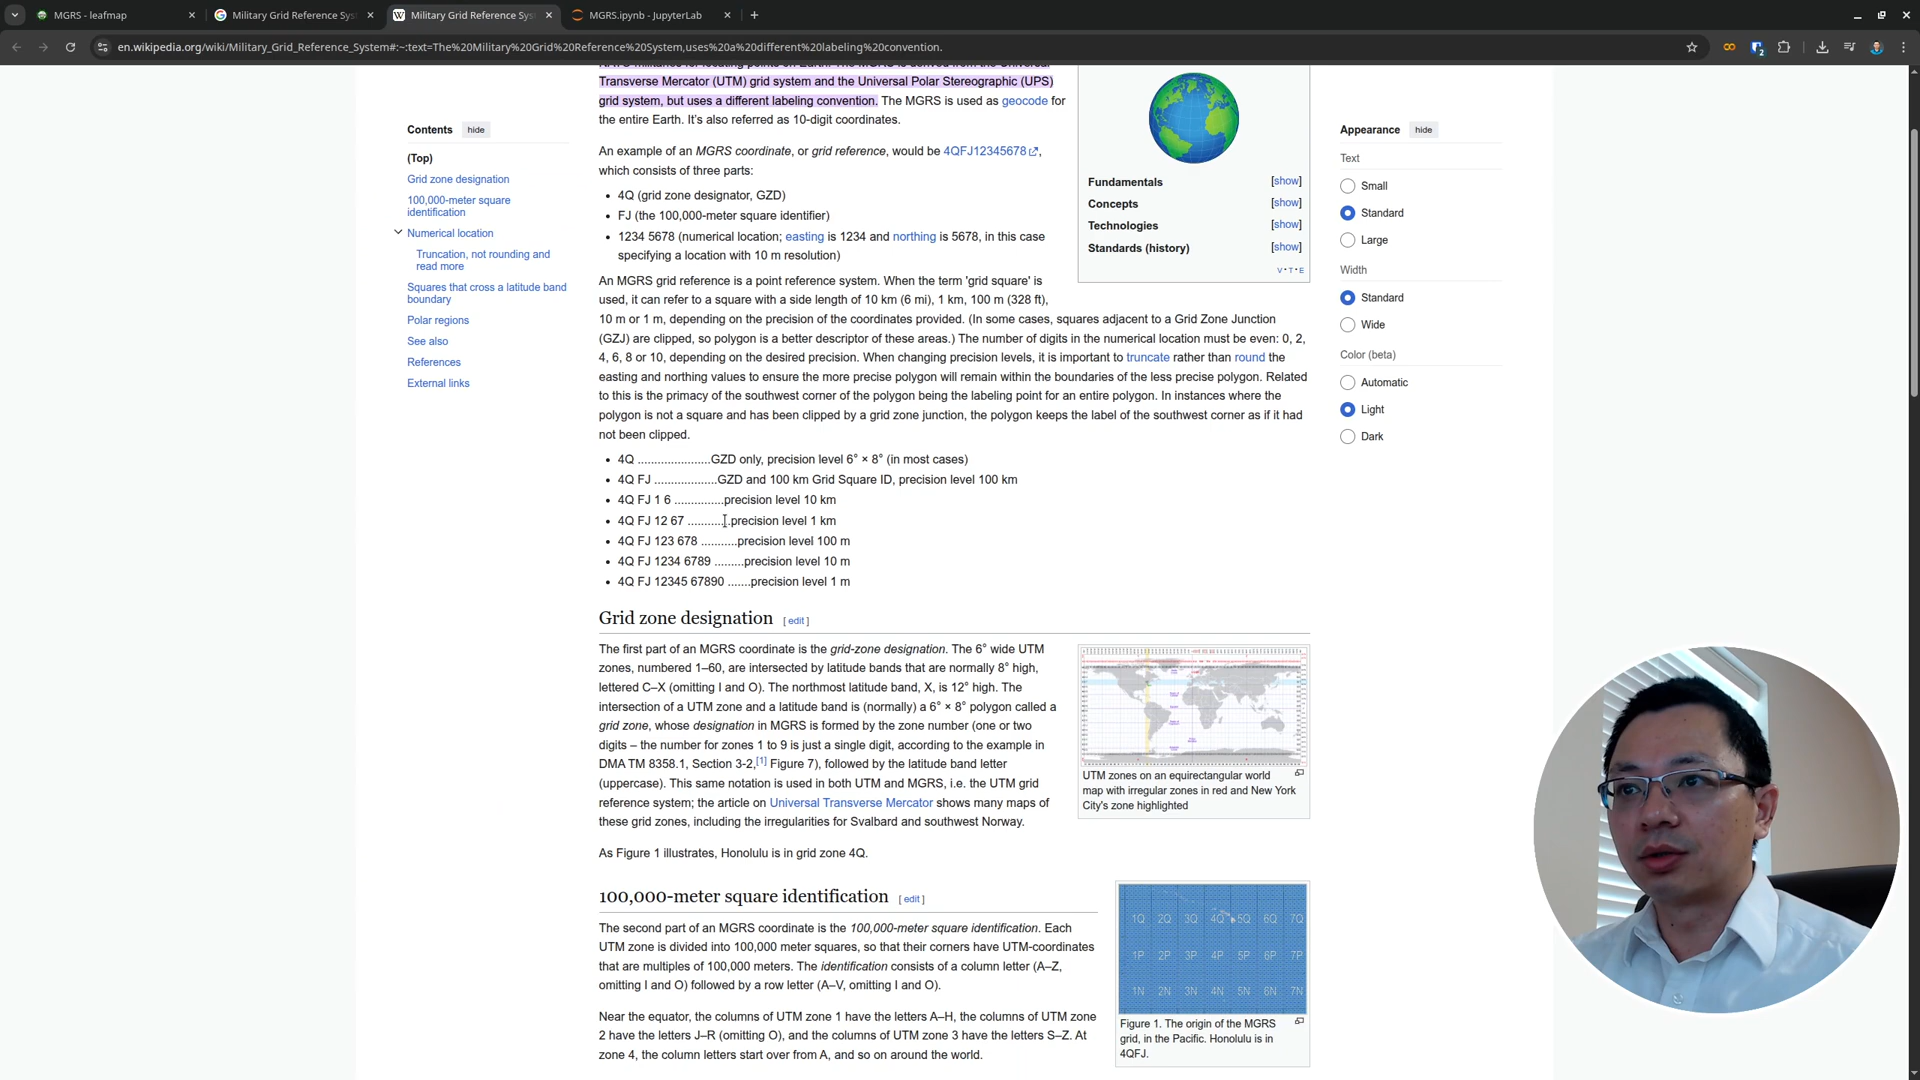 MGRS - leafmap
Military Grid Reference Sys
Military Grid Reference Sys
MGRS.ipynb - JupyterLab
en.wikipedia.org/wiki/Military_Grid_Reference_System#:~:text=The%20Military%20Grid%20Reference%20System,uses%20a%20different%20labeling%20convention.
Transverse Mercator (UTM) grid system and the Universal Polar Stereographic (UPS)
grid system, but uses a different labeling convention. The MGRS is used as geocode for
the entire Earth. It's also referred as 10-digit coordinates.
An example of an MGRS coordinate, or grid reference, would be 4QFJ12345678,
which consists of three parts:
• 4Q (grid zone designator, GZD)
• FJ (the 100,000-meter square identifier)
• 1234 5678 (numerical location; easting is 1234 and northing is 5678, in this case
specifying a location with 10 m resolution)
An MGRS grid reference is a point reference system. When the term 'grid square' is
used, it can refer to a square with a side length of 10 km (6 mi), 1 km, 100 m (328 ft),
10 m or 1 m, depending on the precision of the coordinates provided. (In some cases, squares adjacent to a Grid Zone Junction
(GZJ) are clipped, so polygon is a better descriptor of these areas.) The number of digits in the numerical location must be even: 0, 2,
4, 6, 8 or 10, depending on the desired precision. When changing precision levels, it is important to truncate rather than round the
easting and northing values to ensure the more precise polygon will remain within the boundaries of the less precise polygon. Related
to this is the primacy of the southwest corner of the polygon being the labeling point for an entire polygon. In instances where the
polygon is not a square and has been clipped by a grid zone junction, the polygon keeps the label of the southwest corner as if it had
not been clipped.
• 4Q ......................GZD only, precision level 6° × 8° (in most cases)
• 4Q FJ ...................GZD and 100 km Grid Square ID, precision level 100 km
• 4Q FJ 1 6 ...............precision level 10 km
• 4Q FJ 12 67 .............precision level 1 km
• 4Q FJ 123 678 ...........precision level 100 m
• 4Q FJ 1234 6789 .........precision level 10 m
• 4Q FJ 12345 67890 .......precision level 1 m
Grid zone designation [ edit ]
The first part of an MGRS coordinate is the grid-zone designation. The 6° wide UTM
zones, numbered 1–60, are intersected by latitude bands that are normally 8° high,
lettered C–X (omitting I and O). The northmost latitude band, X, is 12° high. The
intersection of a UTM zone and a latitude band is (normally) a 6° × 8° polygon called a
grid zone, whose designation in MGRS is formed by the zone number (one or two
digits – the number for zones 1 to 9 is just a single digit, according to the example in
DMA TM 8358.1, Section 3-2,[1] Figure 7), followed by the latitude band letter
(uppercase). This same notation is used in both UTM and MGRS, i.e. the UTM grid
reference system; the article on Universal Transverse Mercator shows many maps of
these grid zones, including the irregularities for Svalbard and southwest Norway.
As Figure 1 illustrates, Honolulu is in grid zone 4Q.
100,000-meter square identification [ edit ]
The second part of an MGRS coordinate is the 100,000-meter square identification. Each
UTM zone is divided into 100,000 meter squares, so that their corners have UTM-coordinates
that are multiples of 100,000 meters. The identification consists of a column letter (A–Z,
omitting I and O) followed by a row letter (A–V, omitting I and O).
Near the equator, the columns of UTM zone 1 have the letters A–H, the columns of UTM zone
2 have the letters J–R (omitting O), and the columns of UTM zone 3 have the letters S–Z. At
zone 4, the column letters start over from A, and so on around the world.
Contents hide
(Top)
Grid zone designation
100,000-meter square
identification
Numerical location
Truncation, not rounding and
read more
Squares that cross a latitude band
boundary
Polar regions
See also
References
External links
Fundamentals [show]
Concepts [show]
Technologies [show]
Standards (history) [show]
V·T·E
UTM zones on an equirectangular world
map with irregular zones in red and New York
City's zone highlighted
1Q 2Q 3Q 4Q 5Q 6Q 7Q
1P 2P 3P 4P 5P 6P 7P
1N 2N 3N 4N 5N 6N 7N
Figure 1. The origin of the MGRS
grid, in the Pacific. Honolulu is in
4QFJ.
Appearance hide
Text
Small
Standard
Large
Width
Standard
Wide
Color (beta)
Automatic
Light
Dark